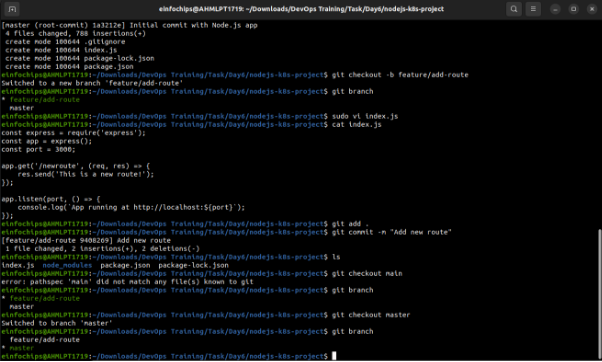 einfochips@AHMLPT1719: ~/Downloads/DevOps Training/Task/Day6/nodejs-k8s-project
[master (root-commit) 1a3212e] Initial commit with Node.js app
 4 files changed, 788 insertions(+)
 create mode 100644 .gitignore
 create mode 100644 index.js
 create mode 100644 package-lock.json
 create mode 100644 package.json
einfochips@AHMLPT1719:~/Downloads/DevOps Training/Task/Day6/nodejs-k8s-project$ git checkout -b feature/add-route
Switched to a new branch 'feature/add-route'
einfochips@AHMLPT1719:~/Downloads/DevOps Training/Task/Day6/nodejs-k8s-project$ git branch
* feature/add-route
  master
einfochips@AHMLPT1719:~/Downloads/DevOps Training/Task/Day6/nodejs-k8s-project$ sudo vi index.js
einfochips@AHMLPT1719:~/Downloads/DevOps Training/Task/Day6/nodejs-k8s-project$ cat index.js
const express = require('express');
const app = express();
const port = 3000;
app.get('/newroute', (req, res) => {
    res.send('This is a new route!');
});
app.listen(port, () => {
    console.log(`App running at http://localhost:${port}`);
});
einfochips@AHMLPT1719:~/Downloads/DevOps Training/Task/Day6/nodejs-k8s-project$ git add .
einfochips@AHMLPT1719:~/Downloads/DevOps Training/Task/Day6/nodejs-k8s-project$ git commit -m "Add new route"
[feature/add-route 9408269] Add new route
 1 file changed, 2 insertions(+), 2 deletions(-)
einfochips@AHMLPT1719:~/Downloads/DevOps Training/Task/Day6/nodejs-k8s-project$ ls
index.js  node_modules  package.json  package-lock.json
einfochips@AHMLPT1719:~/Downloads/DevOps Training/Task/Day6/nodejs-k8s-project$ git checkout main
error: pathspec 'main' did not match any file(s) known to git
einfochips@AHMLPT1719:~/Downloads/DevOps Training/Task/Day6/nodejs-k8s-project$ git branch
* feature/add-route
  master
einfochips@AHMLPT1719:~/Downloads/DevOps Training/Task/Day6/nodejs-k8s-project$ git checkout master
Switched to branch 'master'
einfochips@AHMLPT1719:~/Downloads/DevOps Training/Task/Day6/nodejs-k8s-project$ git branch
  feature/add-route
* master
einfochips@AHMLPT1719:~/Downloads/DevOps Training/Task/Day6/nodejs-k8s-project$